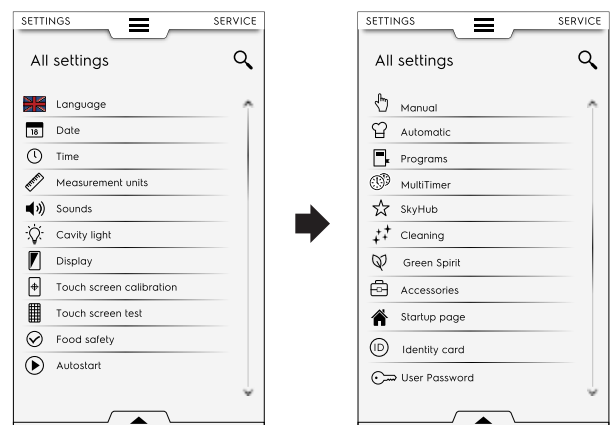 SETTINGS
SERVICE
All settings
Language
18
Date
Time
Measurement units
Sounds
Cavity light
Display
Touch screen calibration
Touch screen test
Food safety
Autostart
SETTINGS
SERVICE
All settings
Manual
Automatic
Programs
MultiTimer
SkyHub
Cleaning
Green Spirit
Accessories
Startup page
ID
Identity card
User Password